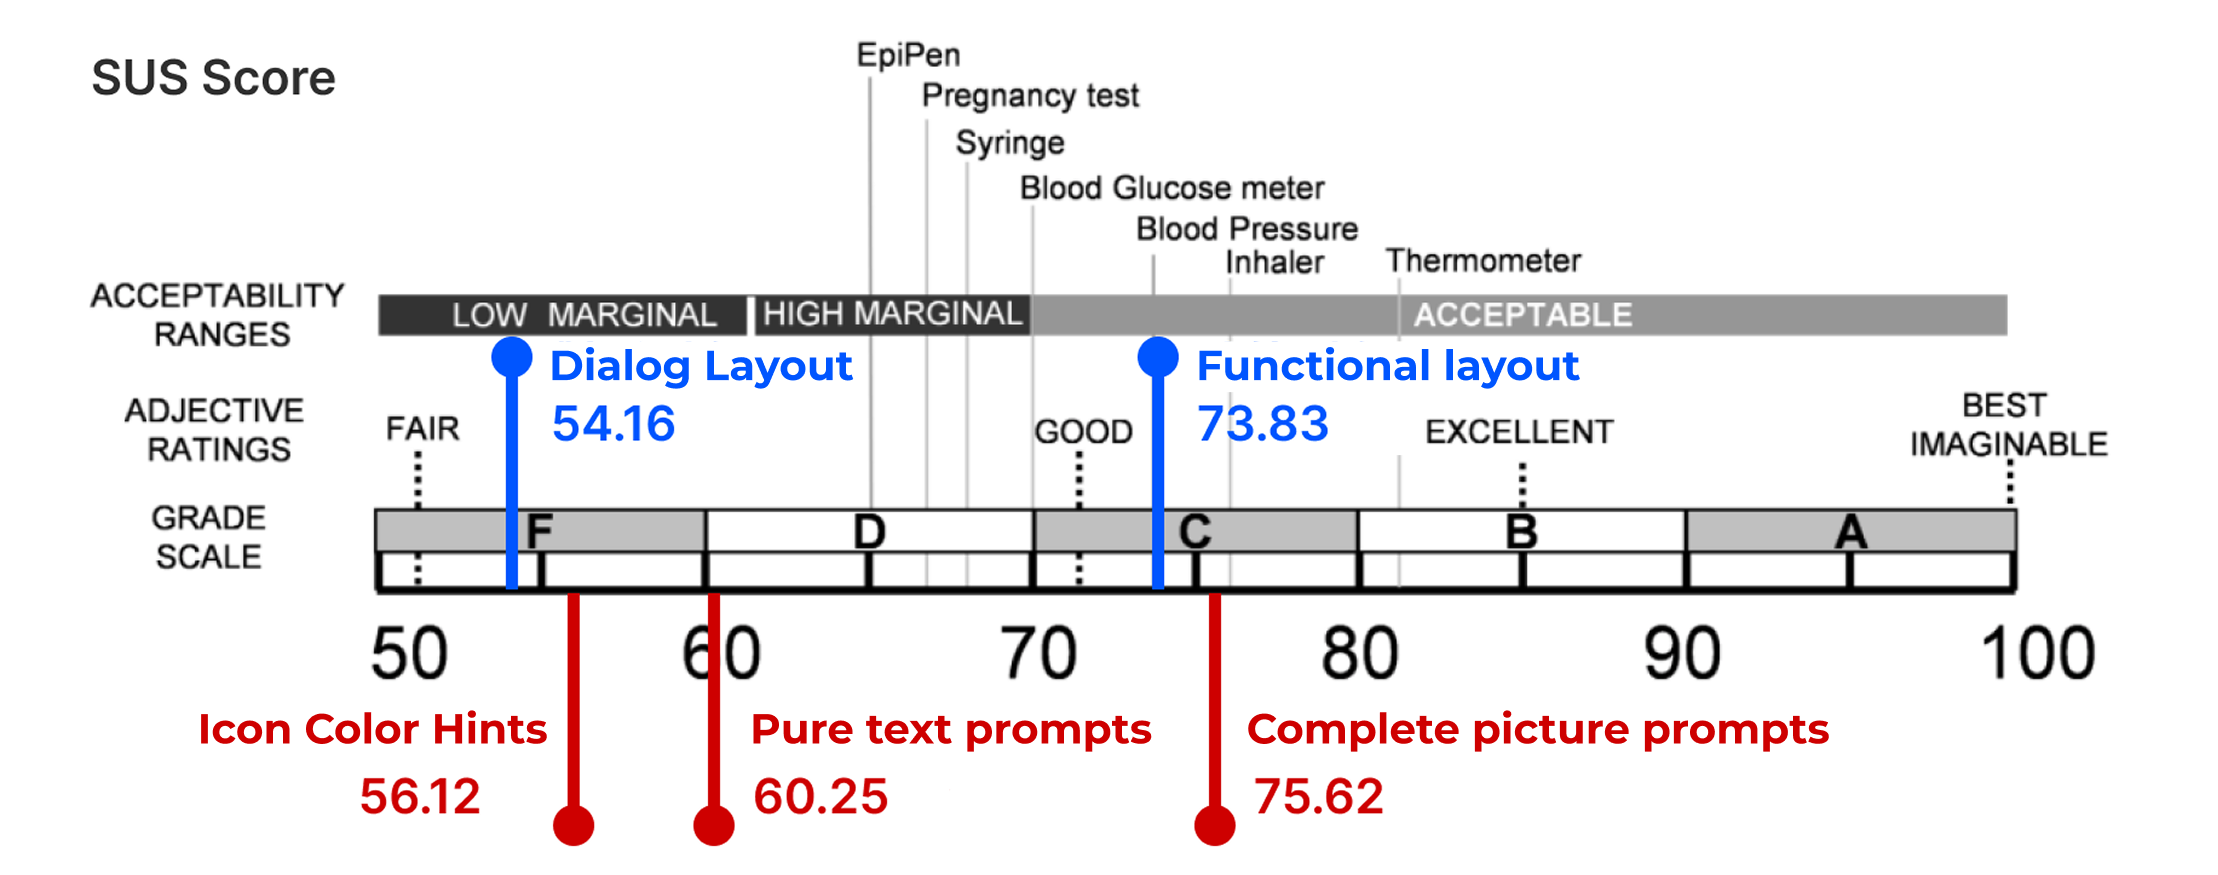 SUS Score
EpiPen
Pregnancy test
Syringe
Blood Glucose meter
Blood Pressure
Inhaler
Thermometer
ACCEPTABILITY
RANGES
LOW MARGINAL
HIGH MARGINAL
ACCEPTABLE
Dialog Layout
54.16
Functional layout
73.83
ADJECTIVE
RATINGS
FAIR
GOOD
EXCELLENT
BEST
IMAGINABLE
GRADE
SCALE
F
D
C
B
A
50
60
70
80
90
100
Icon Color Hints
56.12
Pure text prompts
60.25
Complete picture prompts
75.62